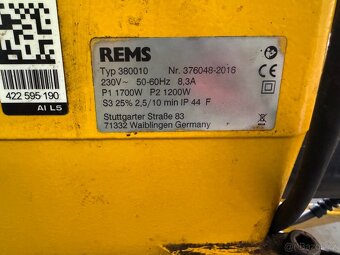 REMS
Typ 380010 Nr. 376048-2016
230V~ 50-60Hz 8,3A
P1 1700W P2 1200W
S3 25% 2,5/10 min IP 44 F
Stuttgarter Straße 83
71332 Waiblingen Germany
CE
422 595 190
AI L5